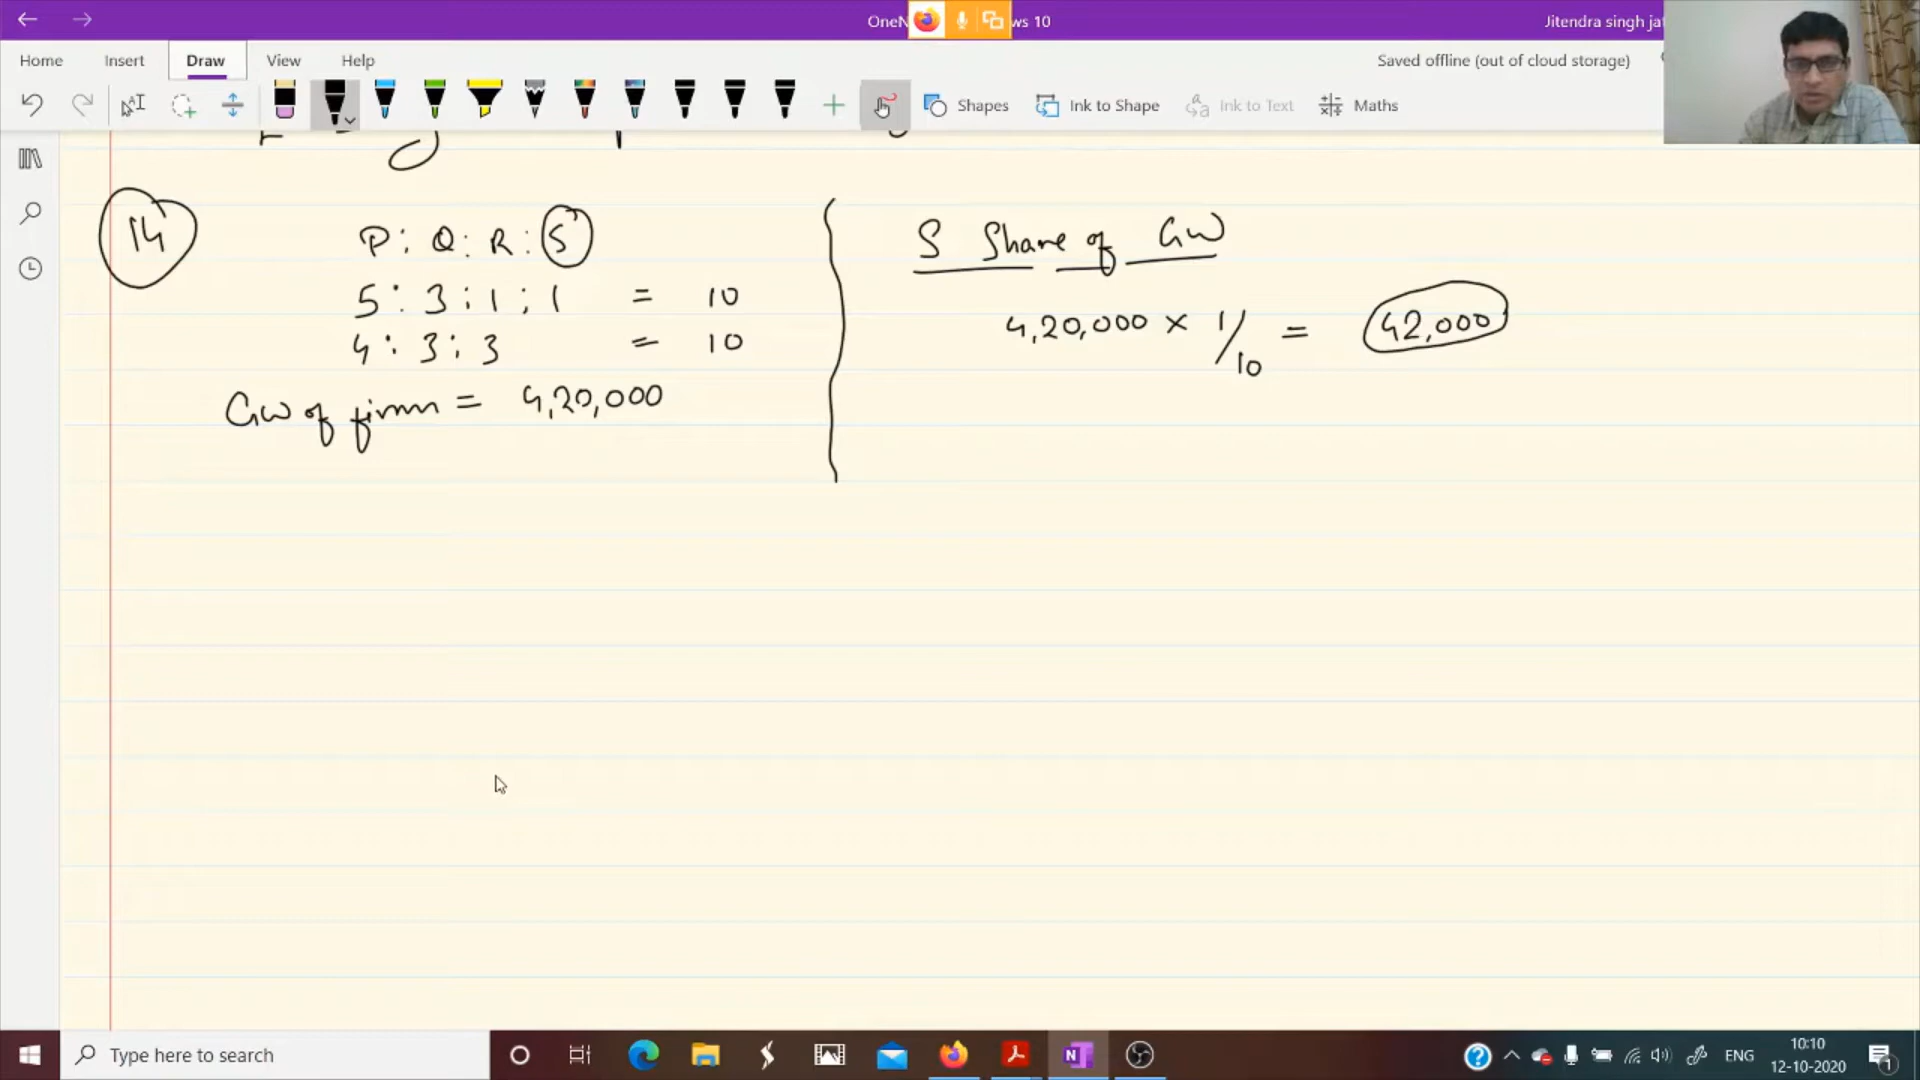 OneN
ws 10
Jitendra singh jat
Home Insert Draw View Help
Saved offline (out of cloud storage)
Shapes Ink to Shape Ink to Text Maths
14
P : Q : R : S
5 : 3 : 1 : 1 = 10
4 : 3 : 3 = 10
GW of firm = 4,20,000
S Share of GW
4,20,000 × 1/10 = 42,000
Type here to search
ENG
10:10
12-10-2020
1